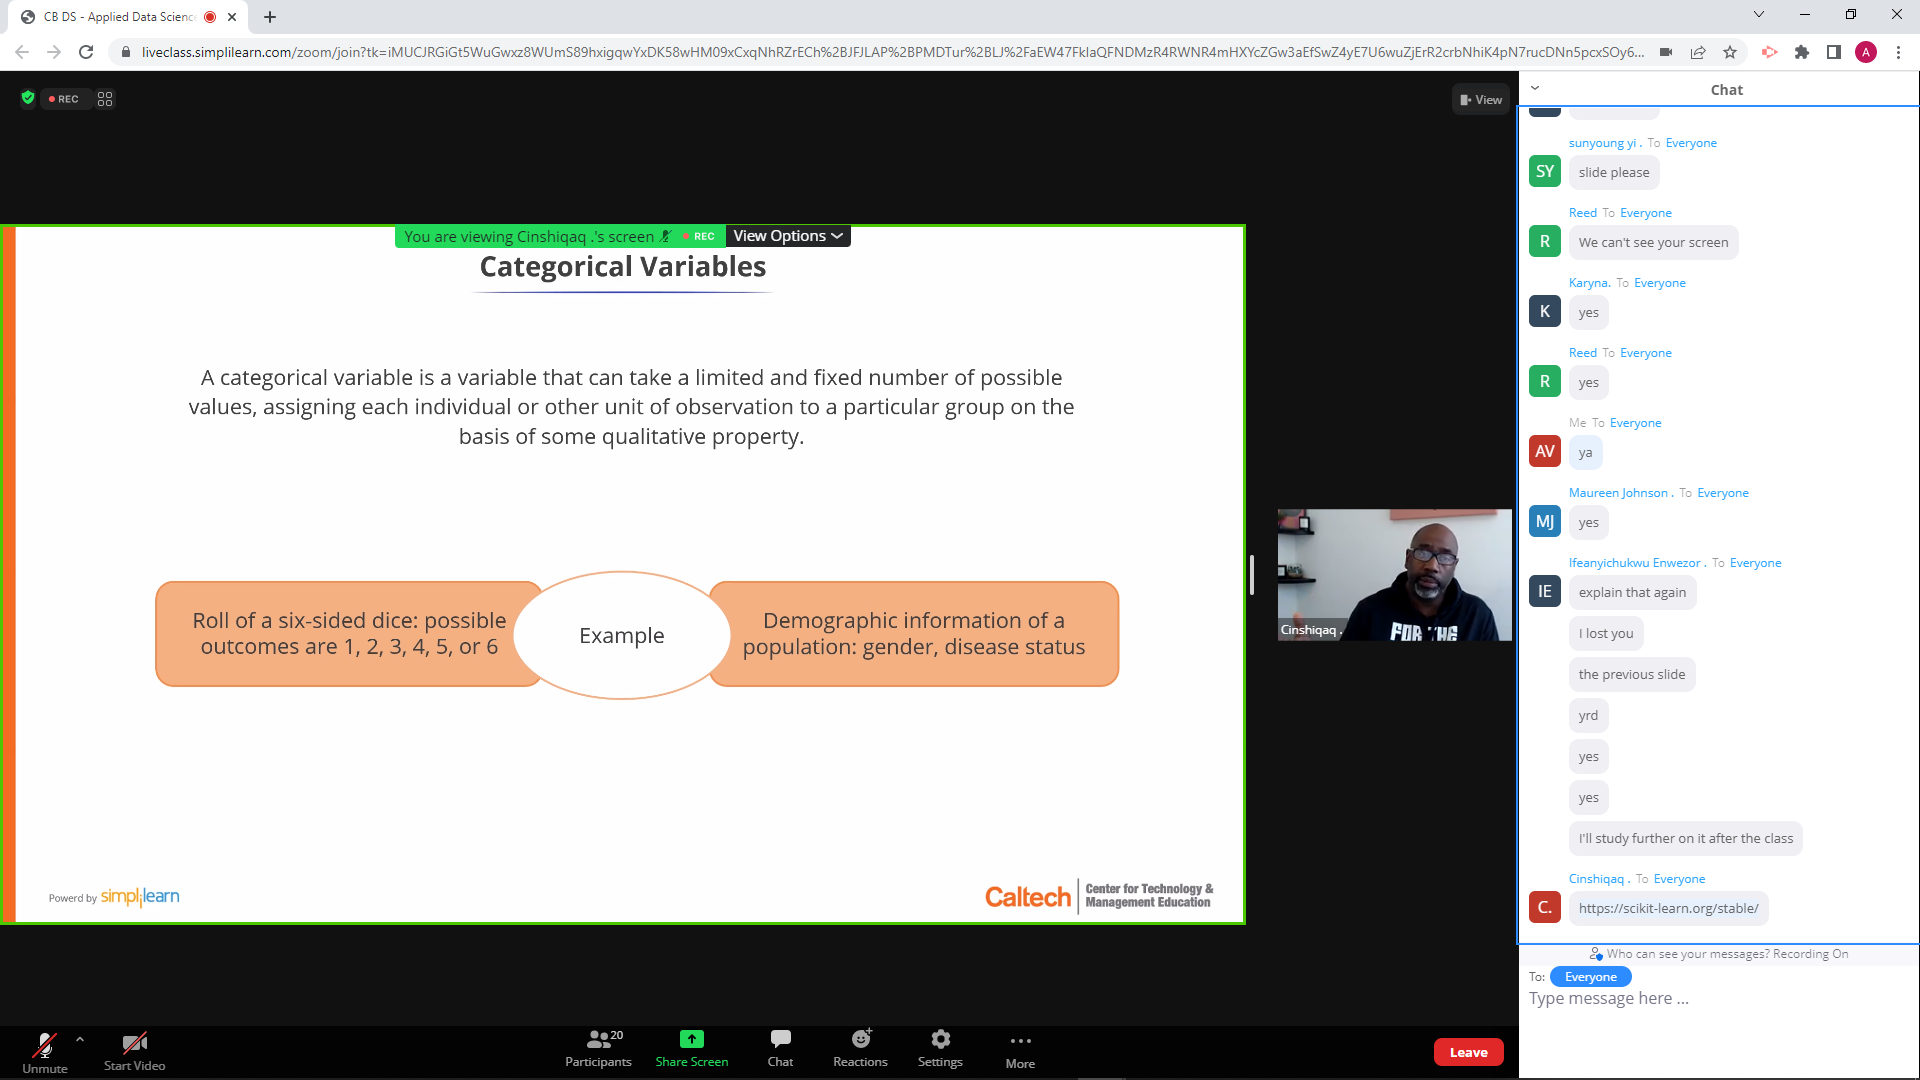 CB DS - Applied Data Scienc
liveclass.simplilearn.com/zoom/join?tk=iMUCJRGiGt5WuGwxz8WUmS89hxigqwYxDK58wHM09xCxqNhRZrECh%2BJFJLAP%2BPMDTur%2BLJ%2FaEW47FklaQFNDMzR4RWNR4mHXYcZGw3aEfSwZ4yE7U6wuZjErR2crbNhiK4pN7rucDNn5pcxSOy6...
A
REC
View
You are viewing Cinshiqaq .'s screen
REC
View Options
Categorical Variables
A categorical variable is a variable that can take a limited and fixed number of possible
values, assigning each individual or other unit of observation to a particular group on the
basis of some qualitative property.
Roll of a six-sided dice: possible
outcomes are 1, 2, 3, 4, 5, or 6
Example
Demographic information of a
population: gender, disease status
Powered by simplilearn
Caltech
Center for Technology &
Management Education
FOR THE
Cinshiqaq .
Chat
sunyoung yi . To Everyone
SY
slide please
Reed To Everyone
R
We can't see your screen
Karyna. To Everyone
K
yes
Reed To Everyone
R
yes
Me To Everyone
AV
ya
Maureen Johnson . To Everyone
MJ
yes
Ifeanyichukwu Enwezor . To Everyone
IE
explain that again
I lost you
the previous slide
yrd
yes
yes
I'll study further on it after the class
Cinshiqaq . To Everyone
C.
https://scikit-learn.org/stable/
Who can see your messages? Recording On
To: Everyone
Type message here ...
Unmute
Start Video
20
Participants
Share Screen
Chat
Reactions
Settings
More
Leave